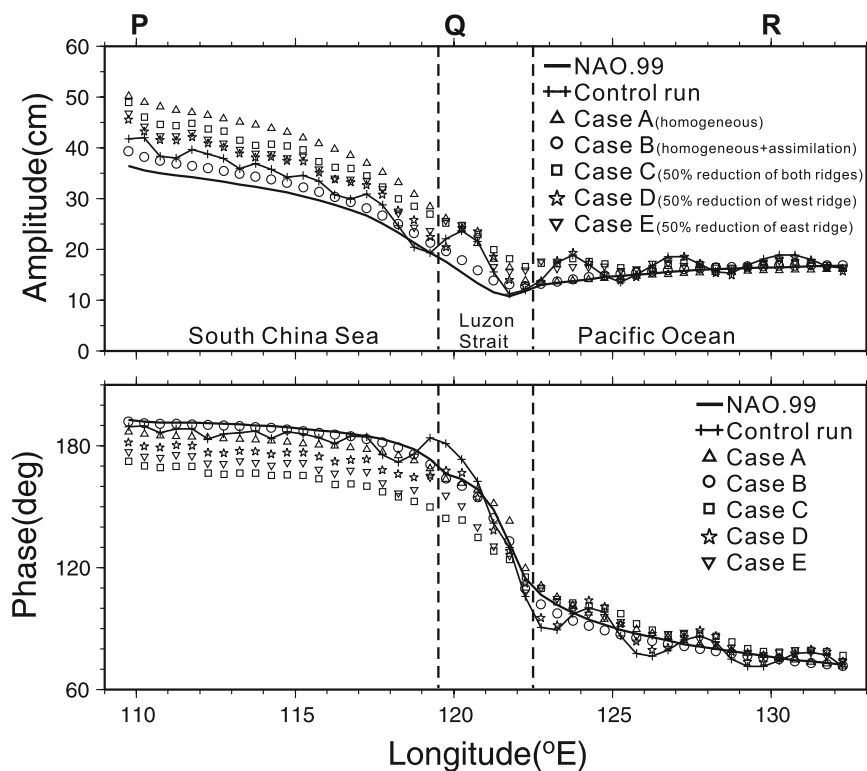 P Q R
60
50
40
30
20
10
0
Amplitude(cm)
NAO.99
Control run
Case A(homogeneous)
Case B(homogeneous+assimilation)
Case C(50% reduction of both ridges)
Case D(50% reduction of west ridge)
Case E(50% reduction of east ridge)
South China Sea
Luzon
Strait
Pacific Ocean
180
120
60
Phase(deg)
NAO.99
Control run
Case A
Case B
Case C
Case D
Case E
110 115 120 125 130
Longitude(°E)